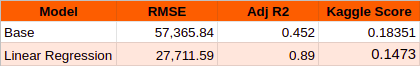 Model RMSE Adj R2 Kaggle Score
Base 57,365.84 0.452 0.18351
Linear Regression 27,711.59 0.89 0.1473